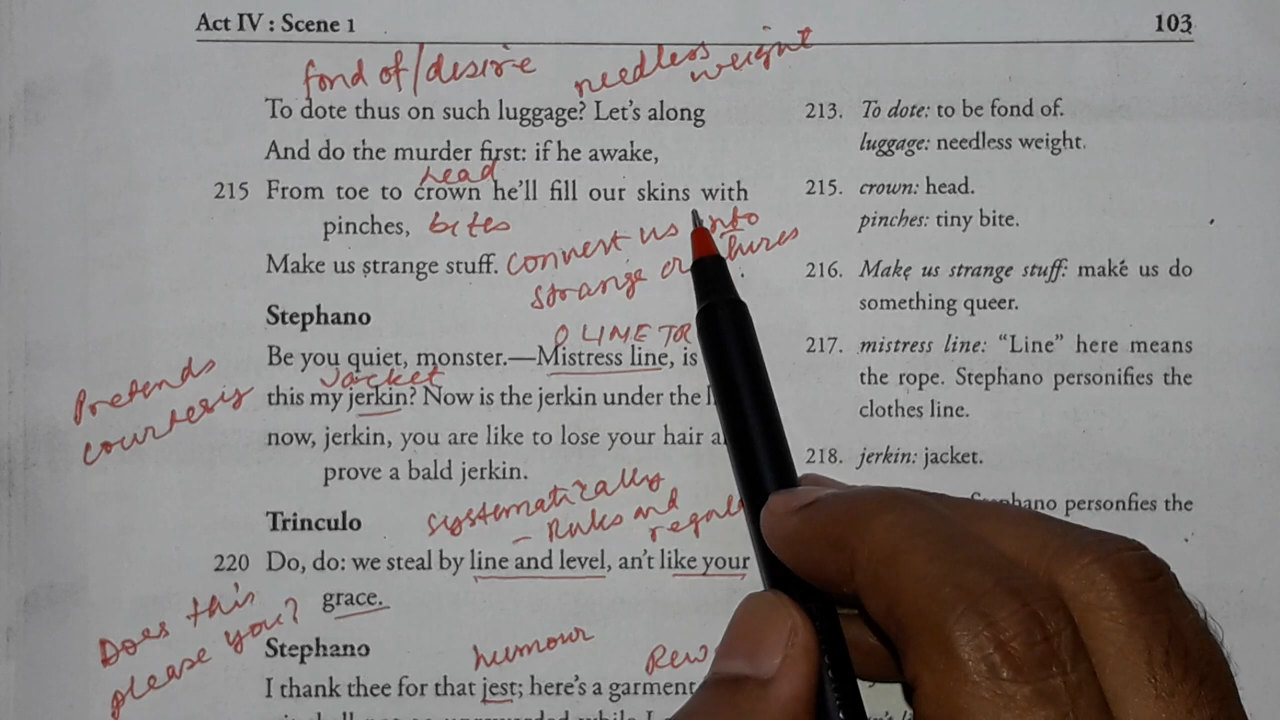 Act IV : Scene 1
103
fond of/desire needless weight
To dote thus on such luggage? Let's along
And do the murder first: if he awake,
head
215 From toe to crown he'll fill our skins with
pinches, bites
Make us strange stuff. Convert us into
strange
Stephano
O LINE
Be you quiet, monster.—Mistress line, is
Jacket
this my jerkin? Now is the jerkin under the
now, jerkin, you are like to lose your hair
prove a bald jerkin.
Pretends
courtesy
Trinculo
systematically
– Rules and
220 Do, do: we steal by line and level, an't like your
grace.
Does this
please you?
Stephano
humour
I thank thee for that jest; here's a garment
213. To dote: to be fond of.
luggage: needless weight.
215. crown: head.
pinches: tiny bite.
216. Make us strange stuff: make us do
something queer.
217. mistress line: "Line" here means
the rope. Stephano personifies the
clothes line.
218. jerkin: jacket.
personfies the